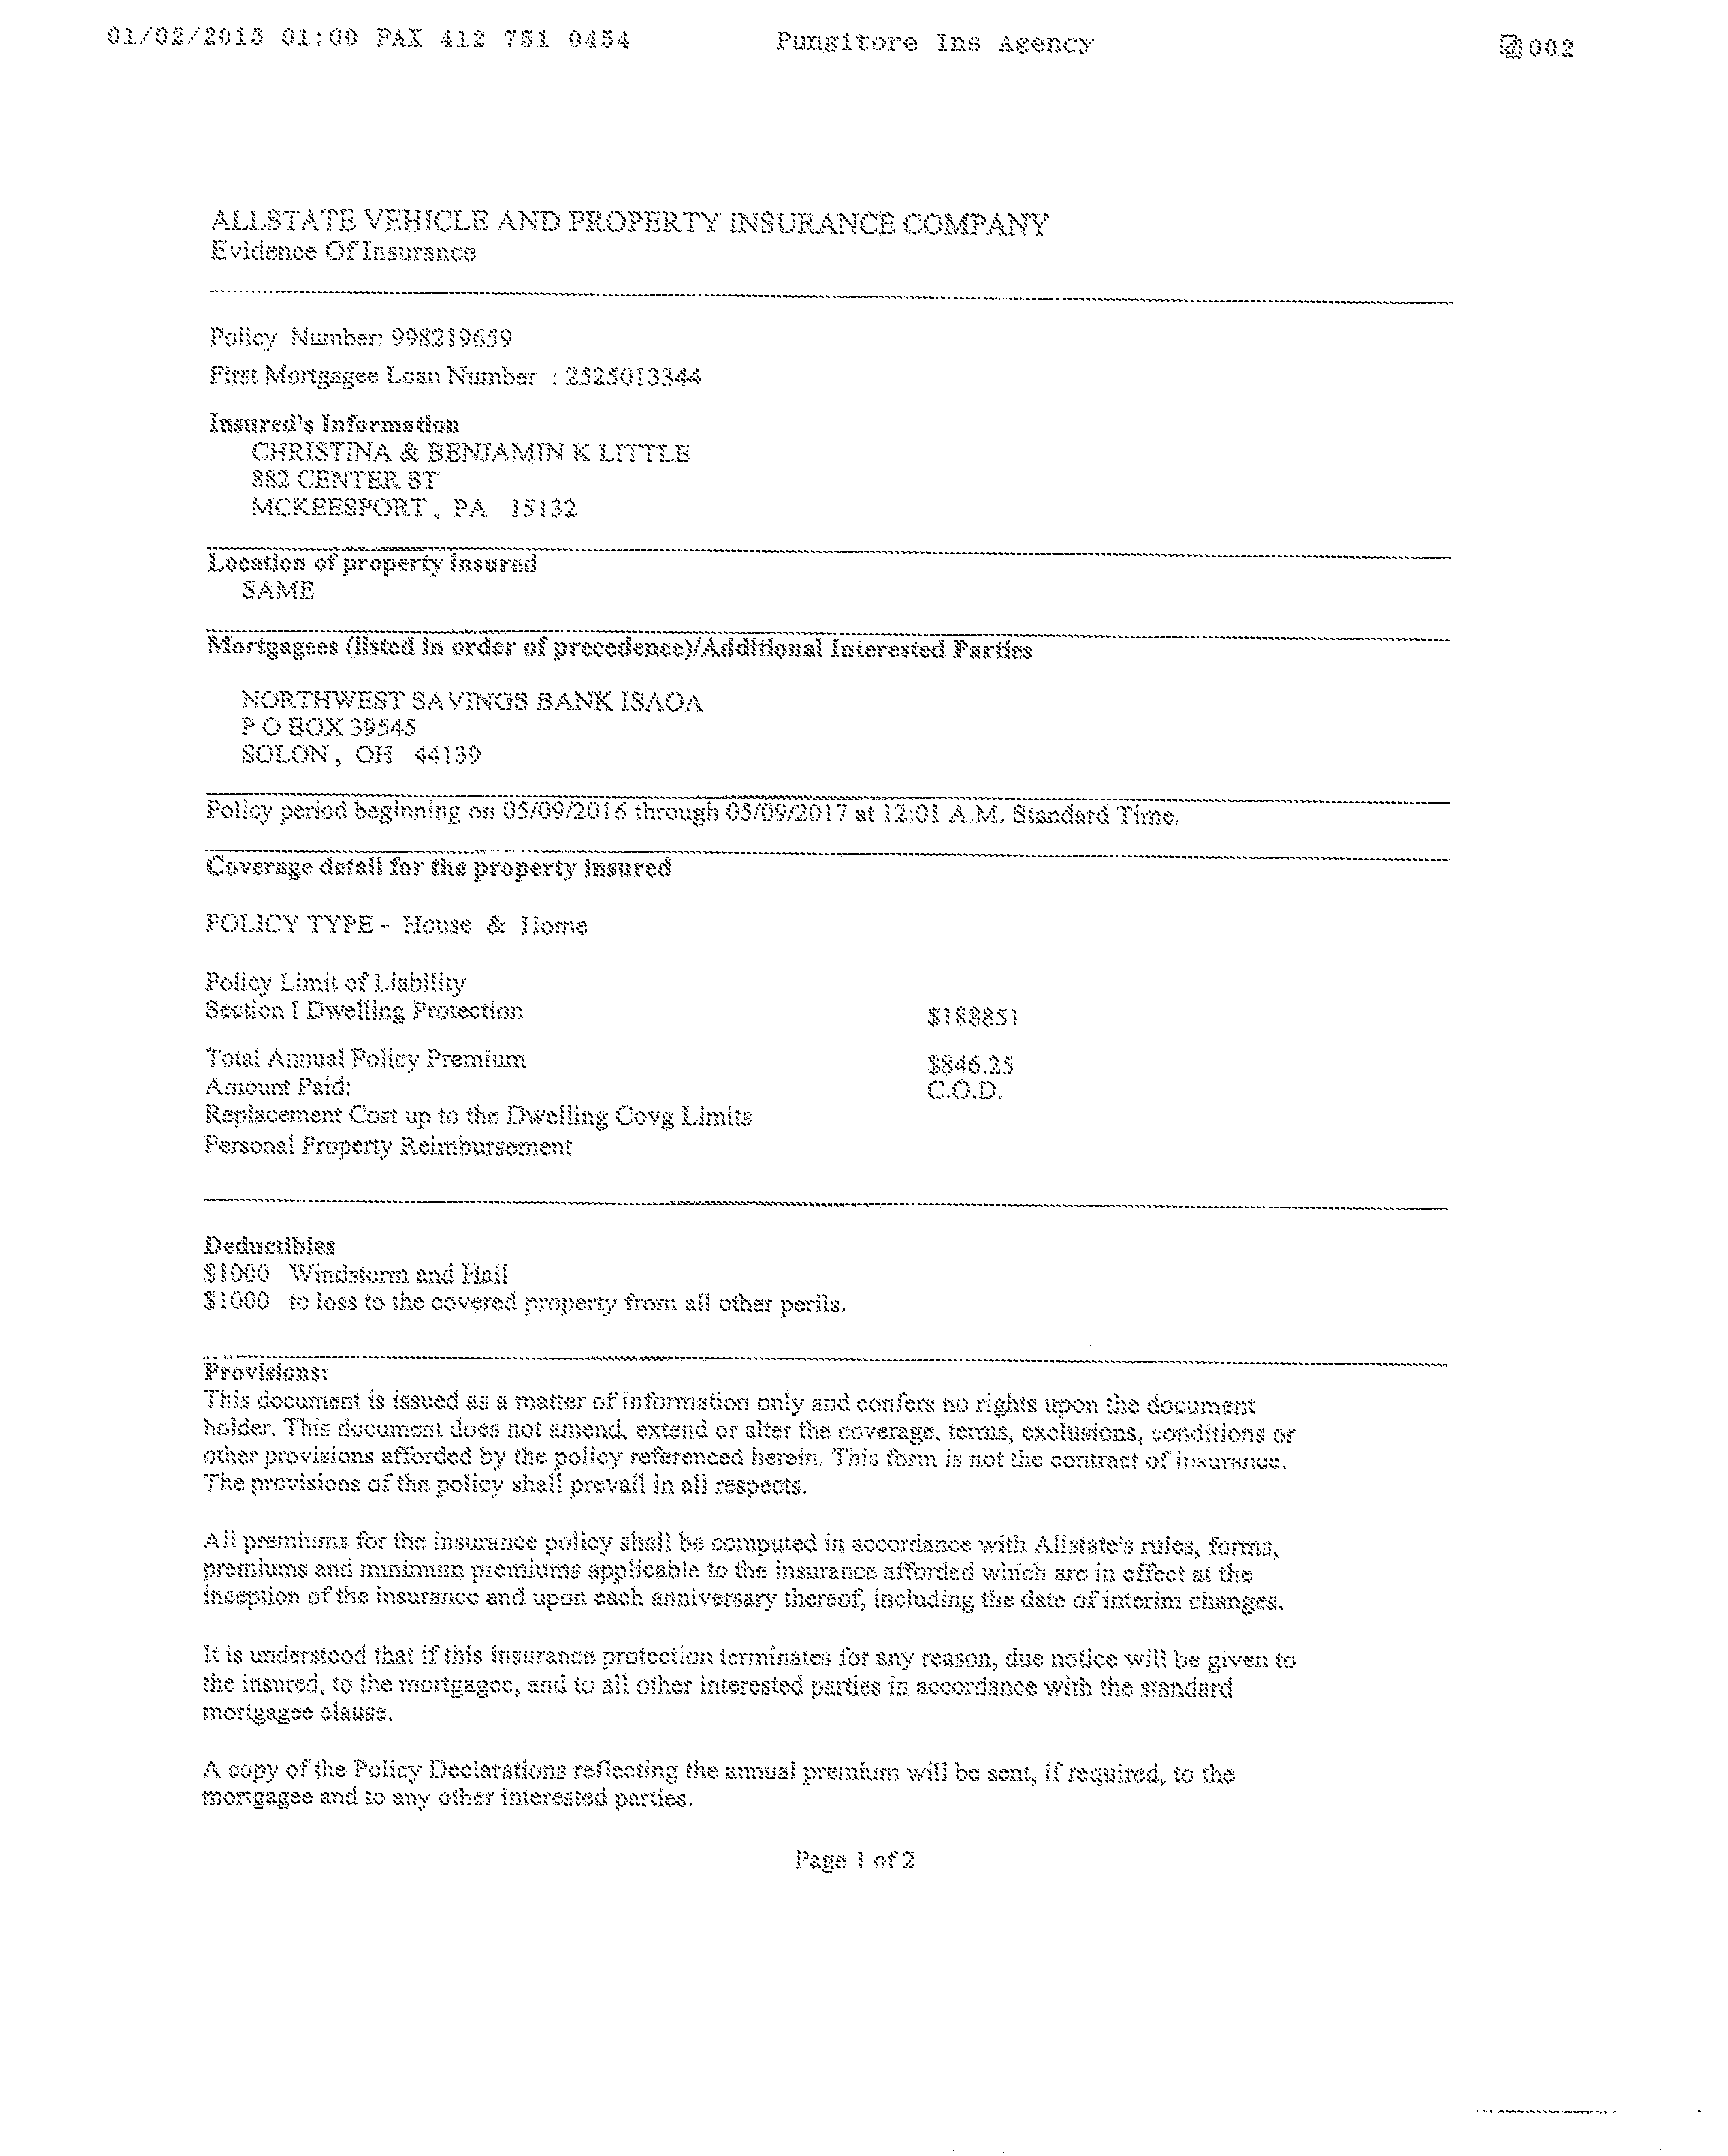 01/02/2015 01:00 FAX 412 751 0454 Pungitore Ins Agency 002
ALLSTATE VEHICLE AND PROPERTY INSURANCE COMPANY
Evidence Of Insurance
Policy Number: 998219659
First Mortgagee Loan Number : 2525013344
Insured's Information
CHRISTINA & BENJAMIN K LITTLE
882 CENTER ST
MCKEESPORT , PA 15132
Location of property insured
SAME
Mortgagees (listed in order of precedence)/Additional Interested Parties
NORTHWEST SAVINGS BANK ISAOA
P O BOX 39545
SOLON , OH 44139
Policy period beginning on 05/09/2016 through 05/09/2017 at 12:01 A.M. Standard Time.
Coverage detail for the property insured
POLICY TYPE - House & Home
Policy Limit of Liability
Section I Dwelling Protection $188851
Total Annual Policy Premium $846.25
Amount Paid: C.O.D.
Replacement Cost up to the Dwelling Covg Limits
Personal Property Reimbursement
Deductibles
$1000 Windstorm and Hail
$1000 to loss to the covered property from all other perils.
Provisions:
This document is issued as a matter of information only and confers no rights upon the document
holder. This document does not amend, extend or alter the coverage, terms, exclusions, conditions or
other provisions afforded by the policy referenced herein. This form is not the contract of insurance.
The provisions of the policy shall prevail in all respects.
All premiums for the insurance policy shall be computed in accordance with Allstate's rules, forms,
premiums and minimum premiums applicable to the insurance afforded which are in effect at the
inception of the insurance and upon each anniversary thereof, including the date of interim changes.
It is understood that if this insurance protection terminates for any reason, due notice will be given to
the insured, to the mortgagee, and to all other interested parties in accordance with the standard
mortgagee clause.
A copy of the Policy Declarations reflecting the annual premium will be sent, if required, to the
mortgagee and to any other interested parties.
Page 1 of 2